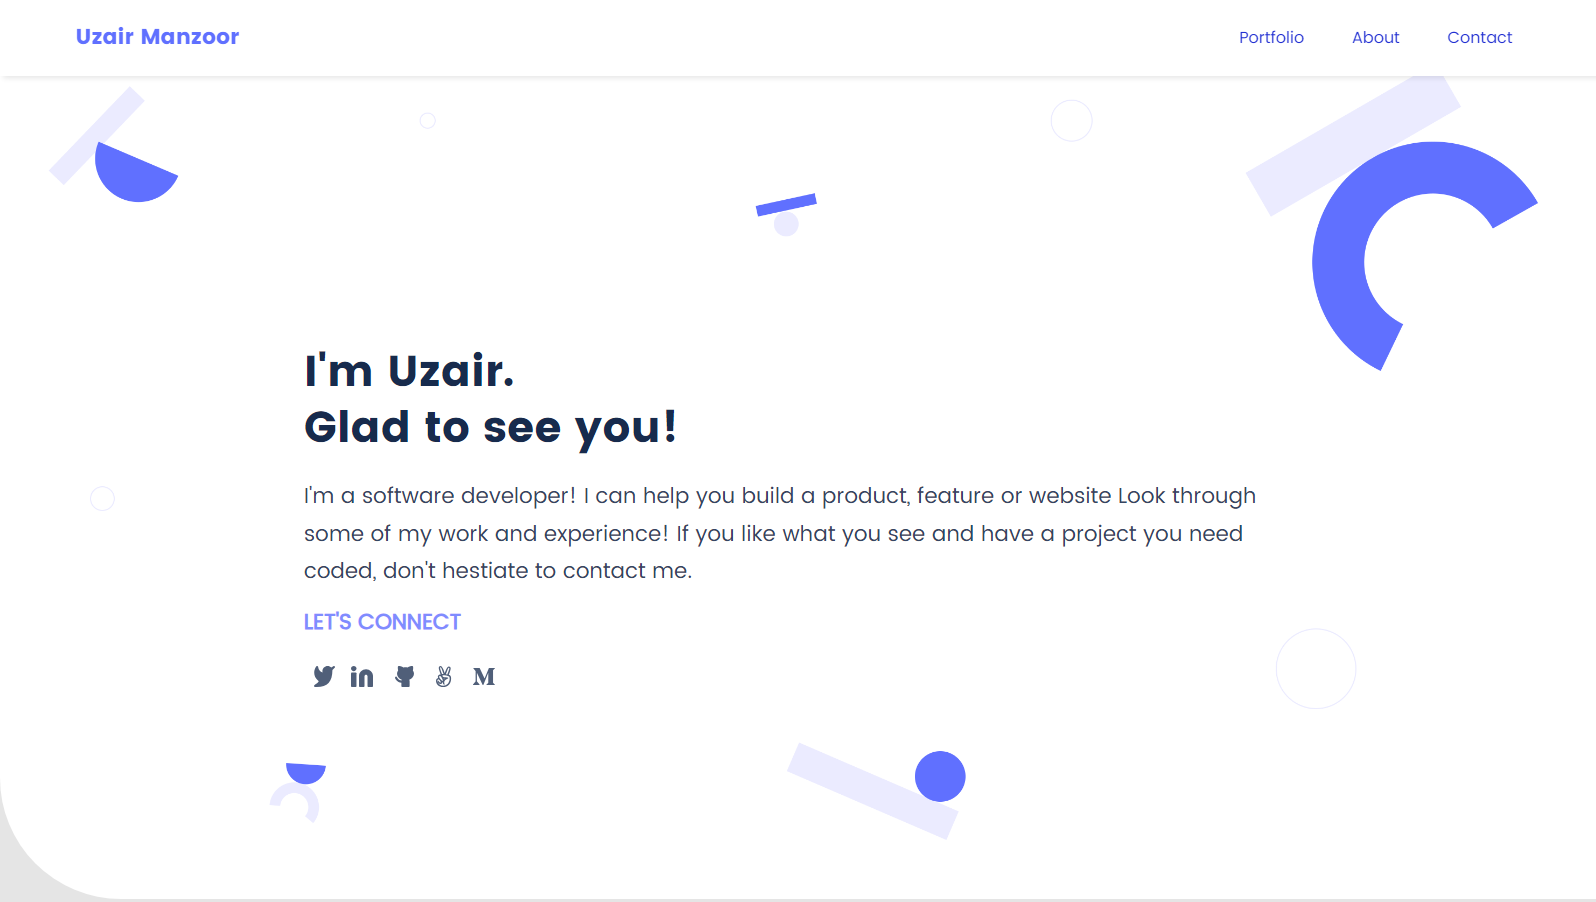 Uzair Manzoor
Portfolio
About
Contact
I'm Uzair.
Glad to see you!
I'm a software developer! I can help you build a product, feature or website Look through
some of my work and experience! If you like what you see and have a project you need
coded, don't hestiate to contact me.
LET'S CONNECT